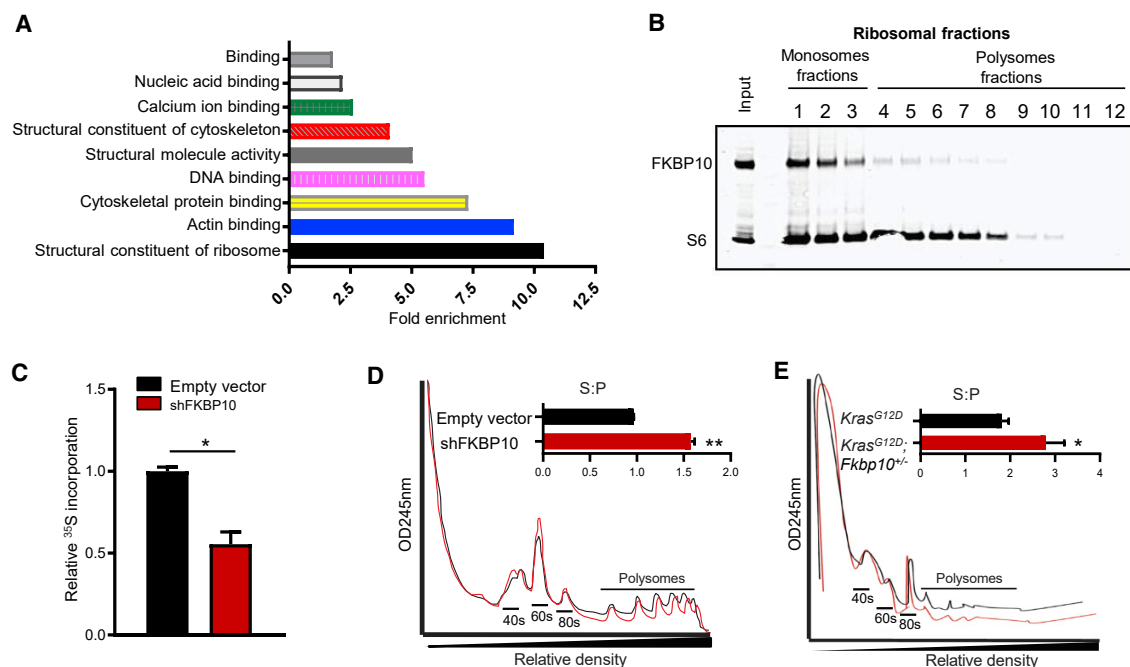 A
Binding
Nucleic acid binding
Calcium ion binding
Structural constituent of cytoskeleton
Structural molecule activity
DNA binding
Cytoskeletal protein binding
Actin binding
Structural constituent of ribosome
0.0 2.5 5.0 7.5 10.0 12.5
Fold enrichment
B
Ribosomal fractions
Monosomes fractions
Polysomes fractions
Input 1 2 3 4 5 6 7 8 9 10 11 12
FKBP10
S6
C
Empty vector
shFKBP10
1.5
1.0
0.5
0.0
*
Relative 35S incorporation
D
S:P
Empty vector
shFKBP10
**
0.0 0.5 1.0 1.5 2.0
OD245nm
Polysomes
40s 60s 80s
Relative density
E
S:P
KrasG12D
KrasG12D;
Fkbp10+/-
*
0 1 2 3 4
OD245nm
Polysomes
40s 60s 80s
Relative density